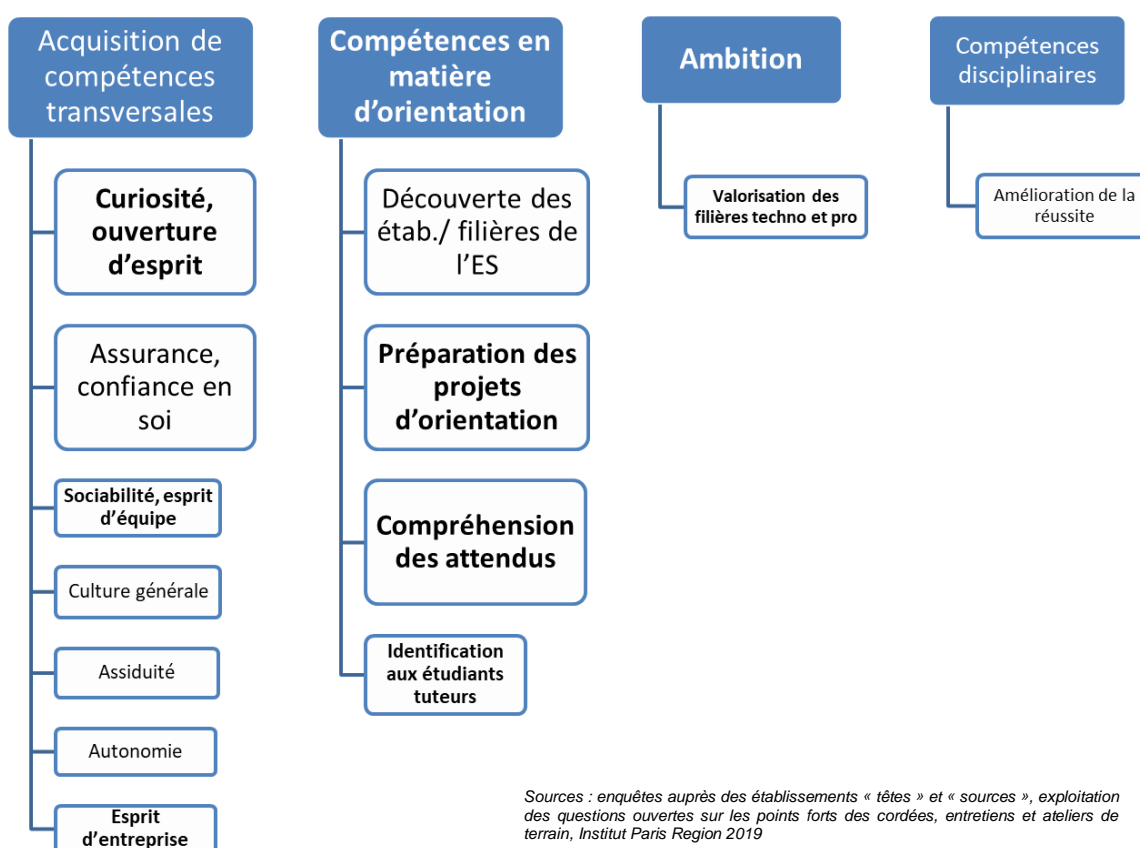 Acquisition de
compétences
transversales
Curiosité,
ouverture
d’esprit
Assurance,
confiance en
soi
Sociabilité, esprit
d’équipe
Culture générale
Assiduité
Autonomie
Esprit
d’entreprise
Compétences en
matière
d’orientation
Découverte des
étab./ filières de
l’ES
Préparation des
projets
d’orientation
Compréhension
des attendus
Identification
aux étudiants
tuteurs
Ambition
Valorisation des
filières techno et pro
Compétences
disciplinaires
Amélioration de la
réussite
Sources : enquêtes auprès des établissements « têtes » et « sources », exploitation
des questions ouvertes sur les points forts des cordées, entretiens et ateliers de
terrain, Institut Paris Region 2019